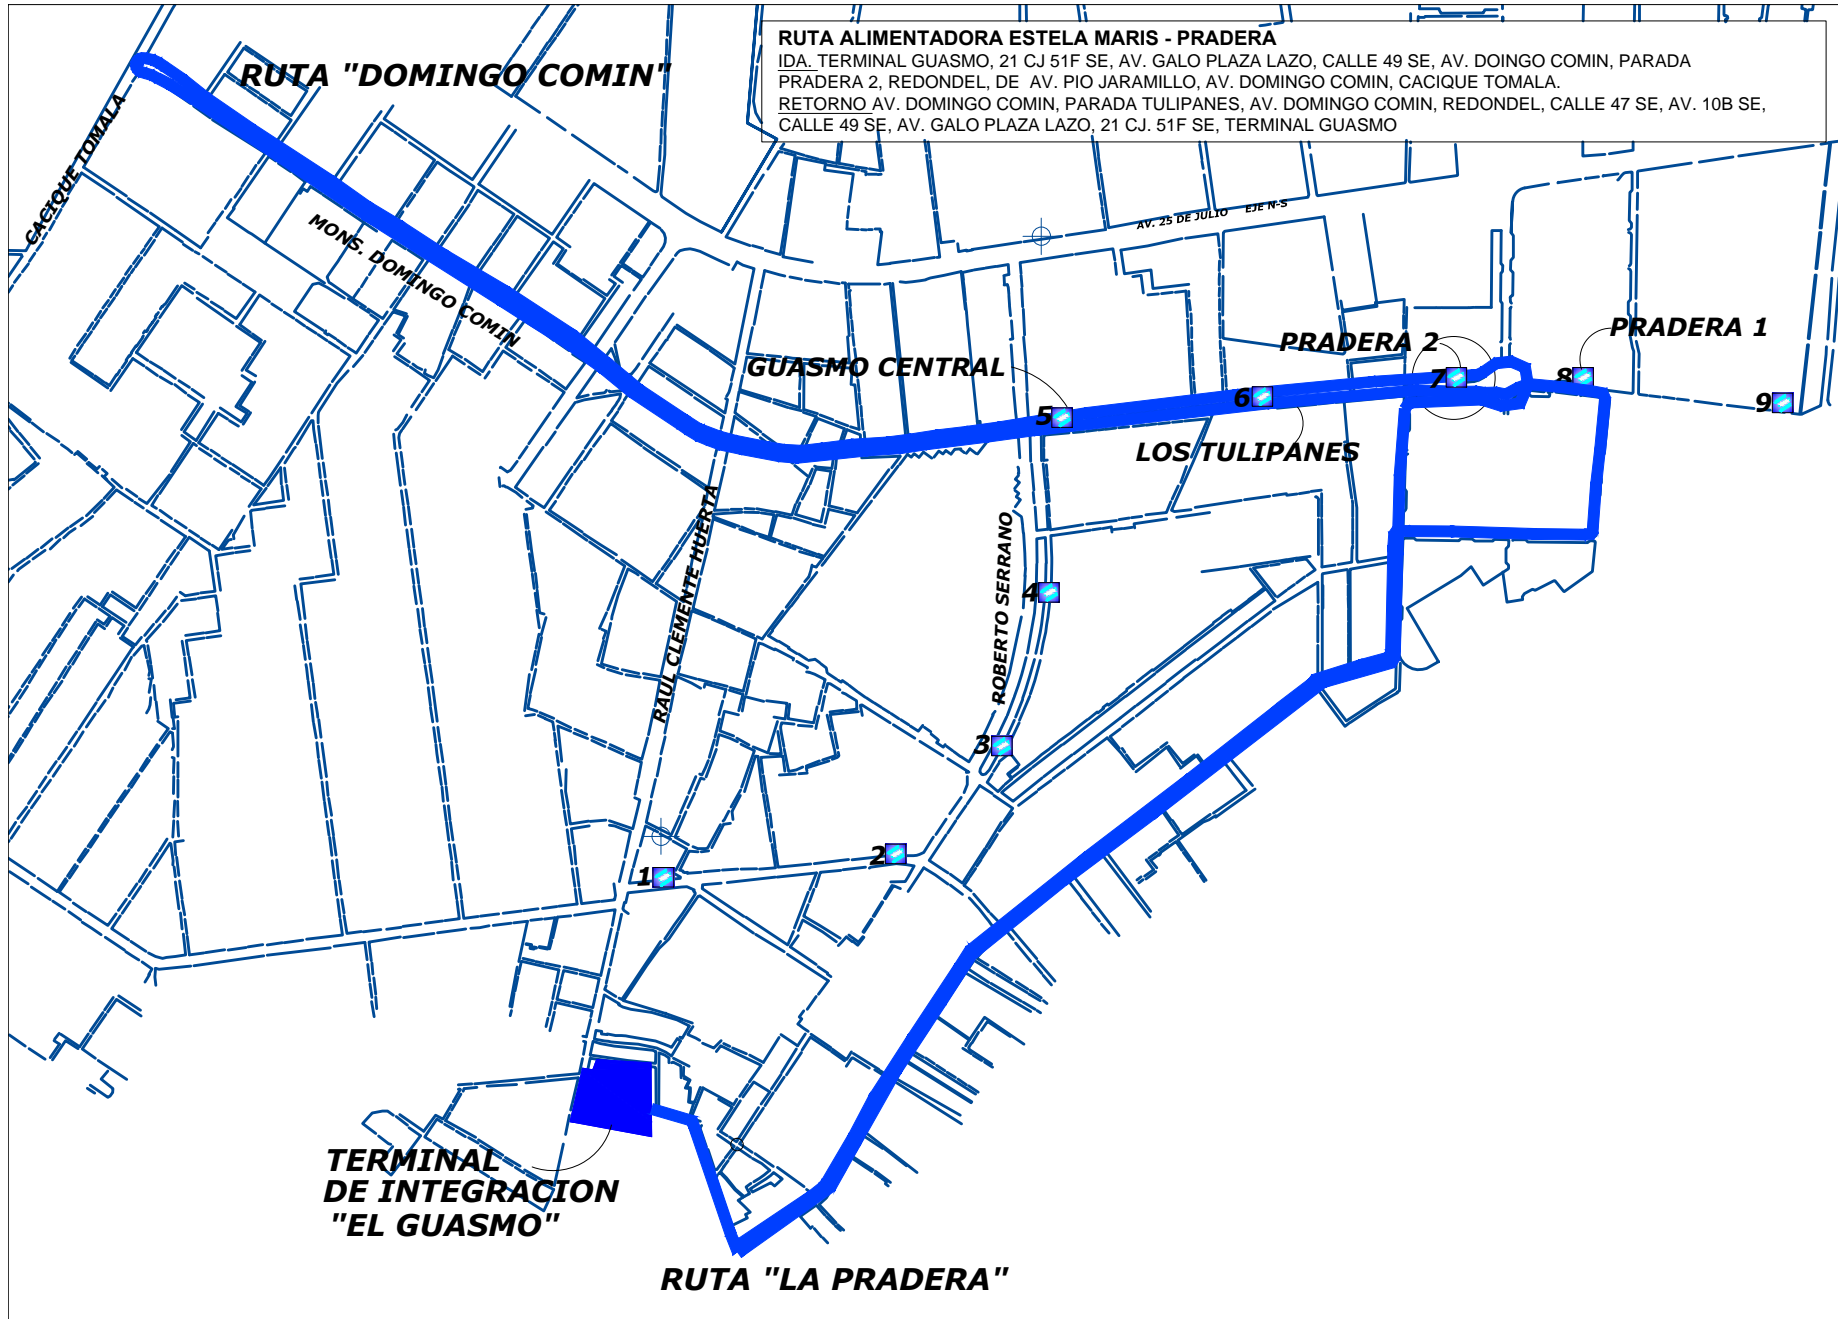 RUTA ALIMENTADORA ESTELA MARIS - PRADERA
IDA. TERMINAL GUASMO, 21 CJ 51F SE, AV. GALO PLAZA LAZO, CALLE 49 SE, AV. DOINGO COMIN, PARADA
PRADERA 2, REDONDEL, DE AV. PIO JARAMILLO, AV. DOMINGO COMIN, CACIQUE TOMALA.
RETORNO AV. DOMINGO COMIN, PARADA TULIPANES, AV. DOMINGO COMIN, REDONDEL, CALLE 47 SE, AV. 10B SE,
CALLE 49 SE, AV. GALO PLAZA LAZO, 21 CJ. 51F SE, TERMINAL GUASMO
RUTA "DOMINGO COMIN"
CACIQUE TOMALA
MONS. DOMINGO COMIN
AV. 25 DE JULIO EJE N-S
PRADERA 1
PRADERA 2
GUASMO CENTRAL
7
8
6
9
5
LOS TULIPANES
RAUL CLEMENTE HUERTA
ROBERTO SERRANO
4
3
2
1
TERMINAL
DE INTEGRACION
"EL GUASMO"
RUTA "LA PRADERA"